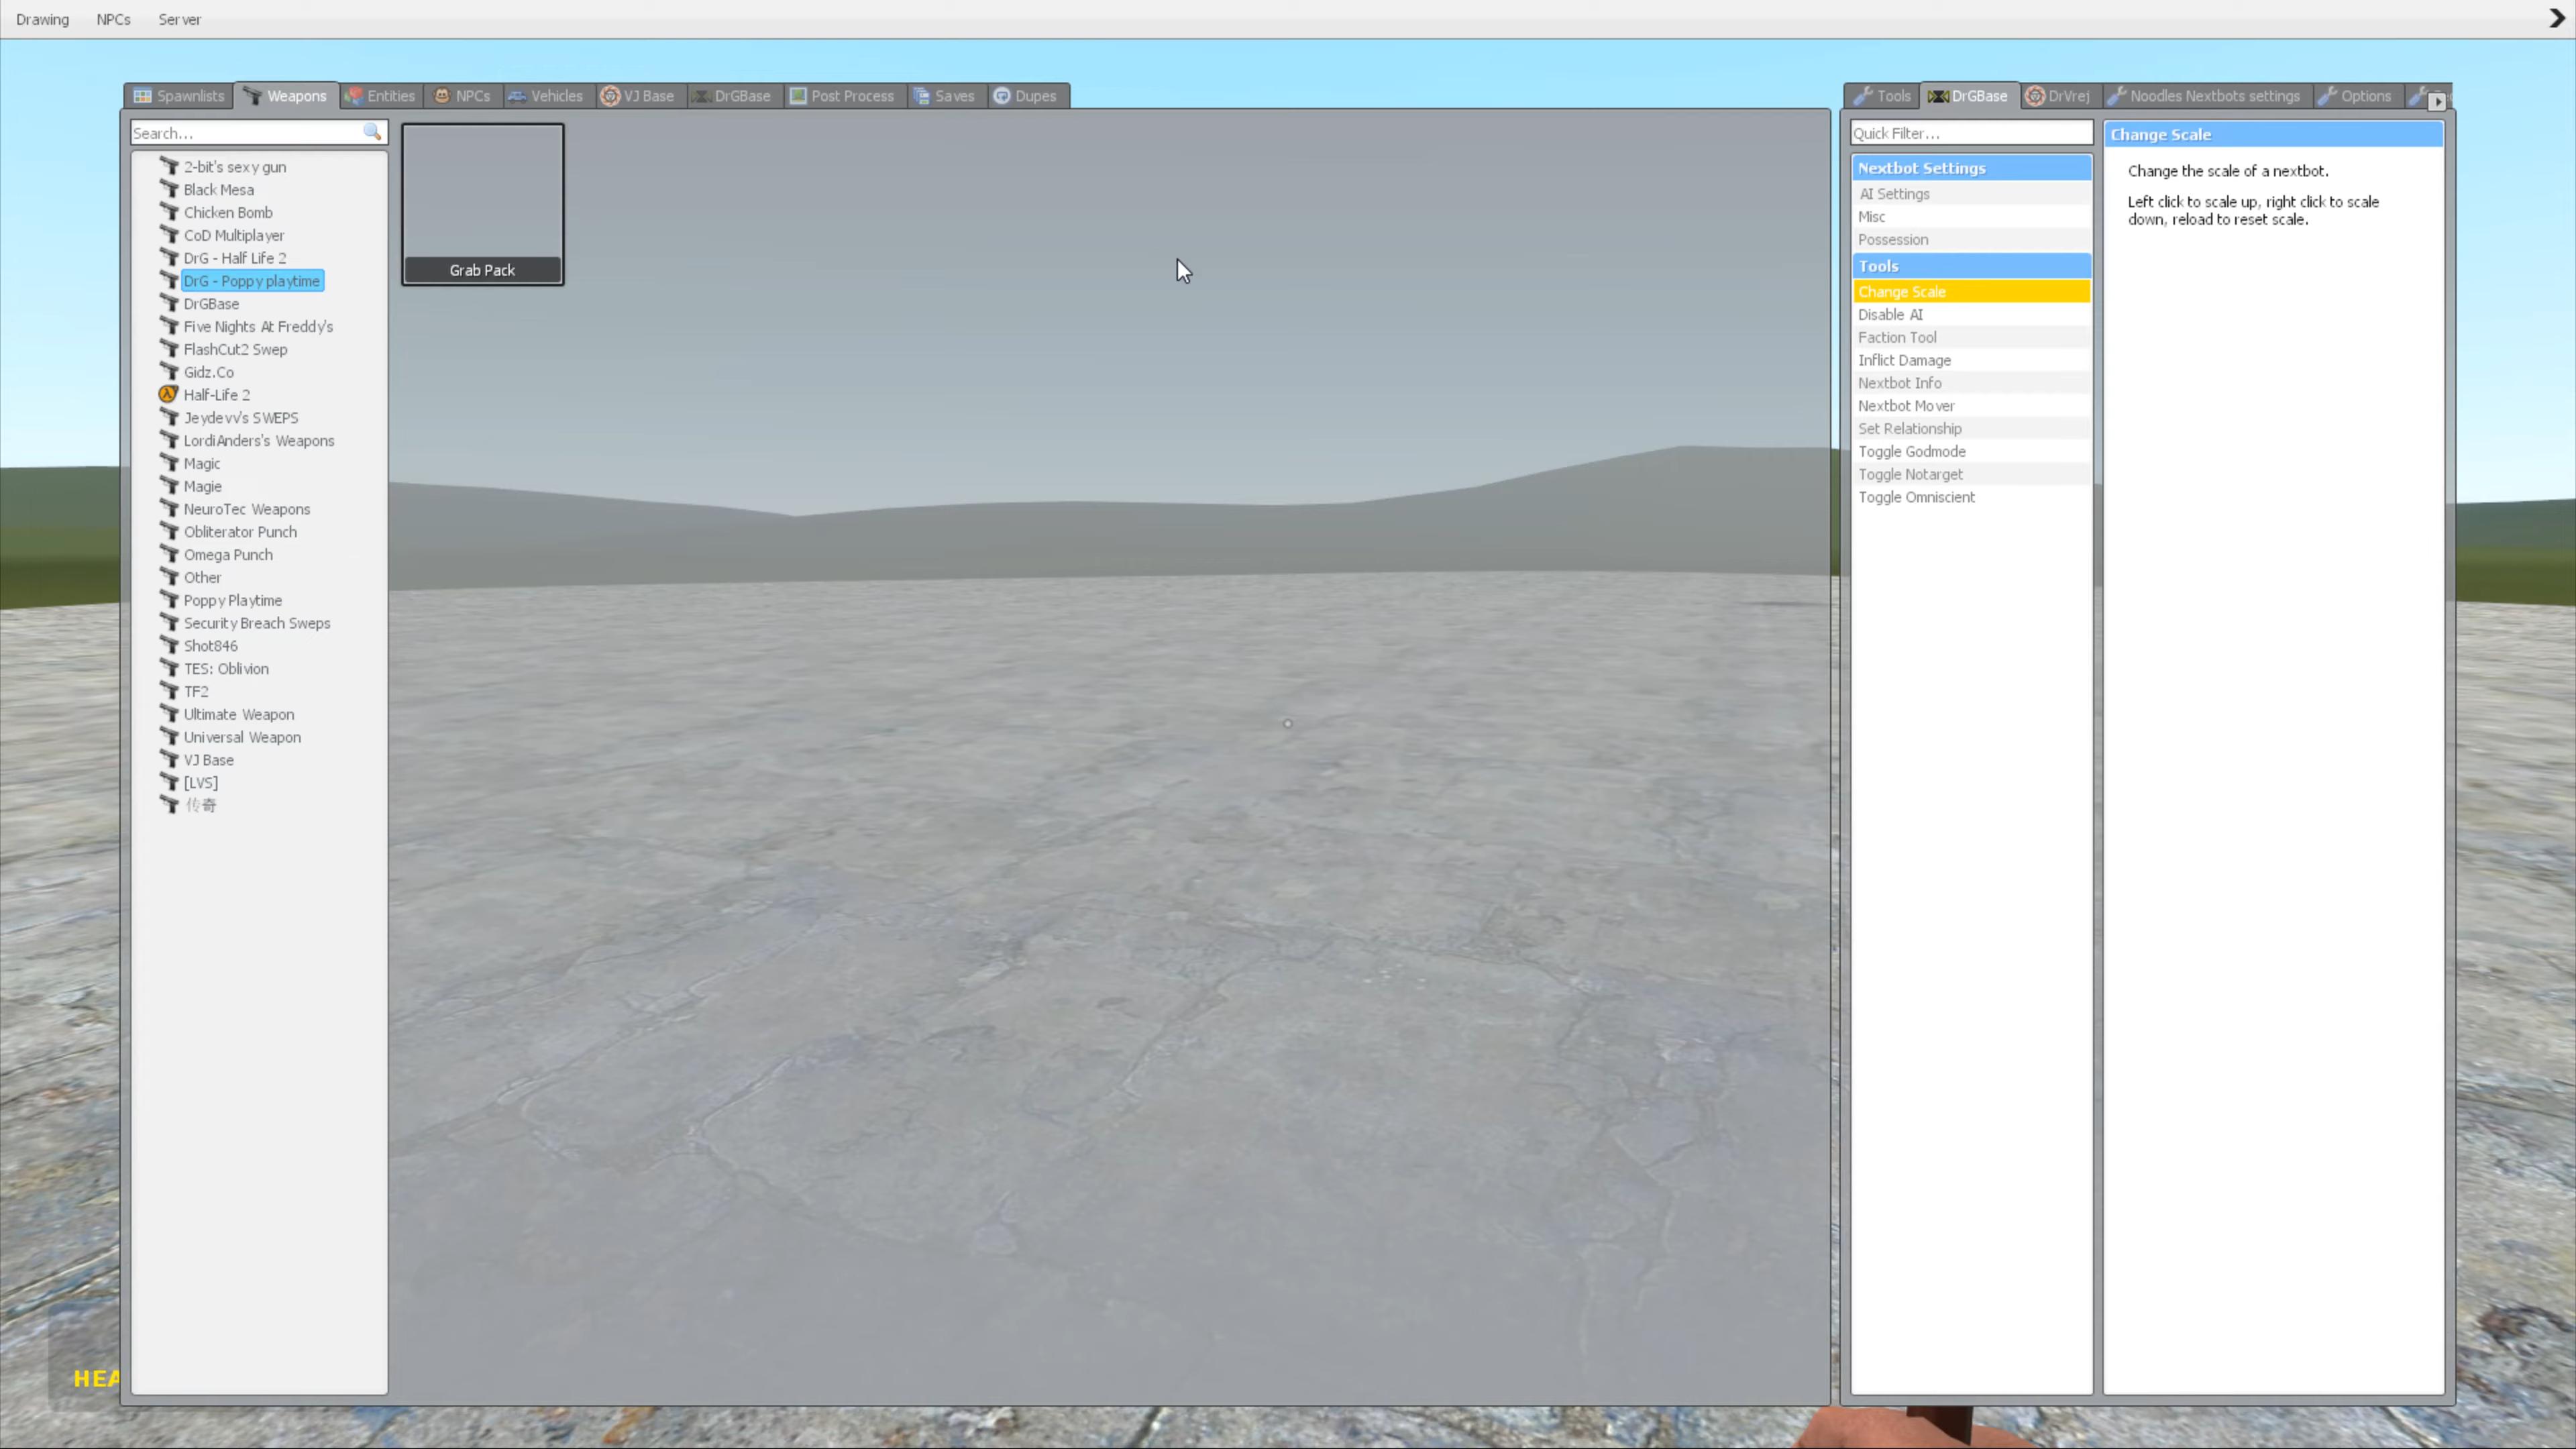 Drawing NPCs Server
Spawnlists Weapons Entities NPCs Vehicles VJ Base DrGBase Post Process Saves Dupes
Tools DrGBase DrVrej Noodles Nextbots settings Options
Search...
2-bit's sexy gun
Black Mesa
Chicken Bomb
CoD Multiplayer
DrG - Half Life 2
DrG - Poppy playtime
DrGBase
Five Nights At Freddy's
FlashCut2 Swep
Gidz.Co
Half-Life 2
Jeydevv's SWEPS
LordiAnders's Weapons
Magic
Magie
NeuroTec Weapons
Obliterator Punch
Omega Punch
Other
Poppy Playtime
Security Breach Sweps
Shot846
TES: Oblivion
TF2
Ultimate Weapon
Universal Weapon
VJ Base
[LVS]
传奇
Grab Pack
Quick Filter...
Nextbot Settings
AI Settings
Misc
Possession
Tools
Change Scale
Disable AI
Faction Tool
Inflict Damage
Nextbot Info
Nextbot Mover
Set Relationship
Toggle Godmode
Toggle Notarget
Toggle Omniscient
Change Scale
Change the scale of a nextbot.
Left click to scale up, right click to scale
down, reload to reset scale.
HEA